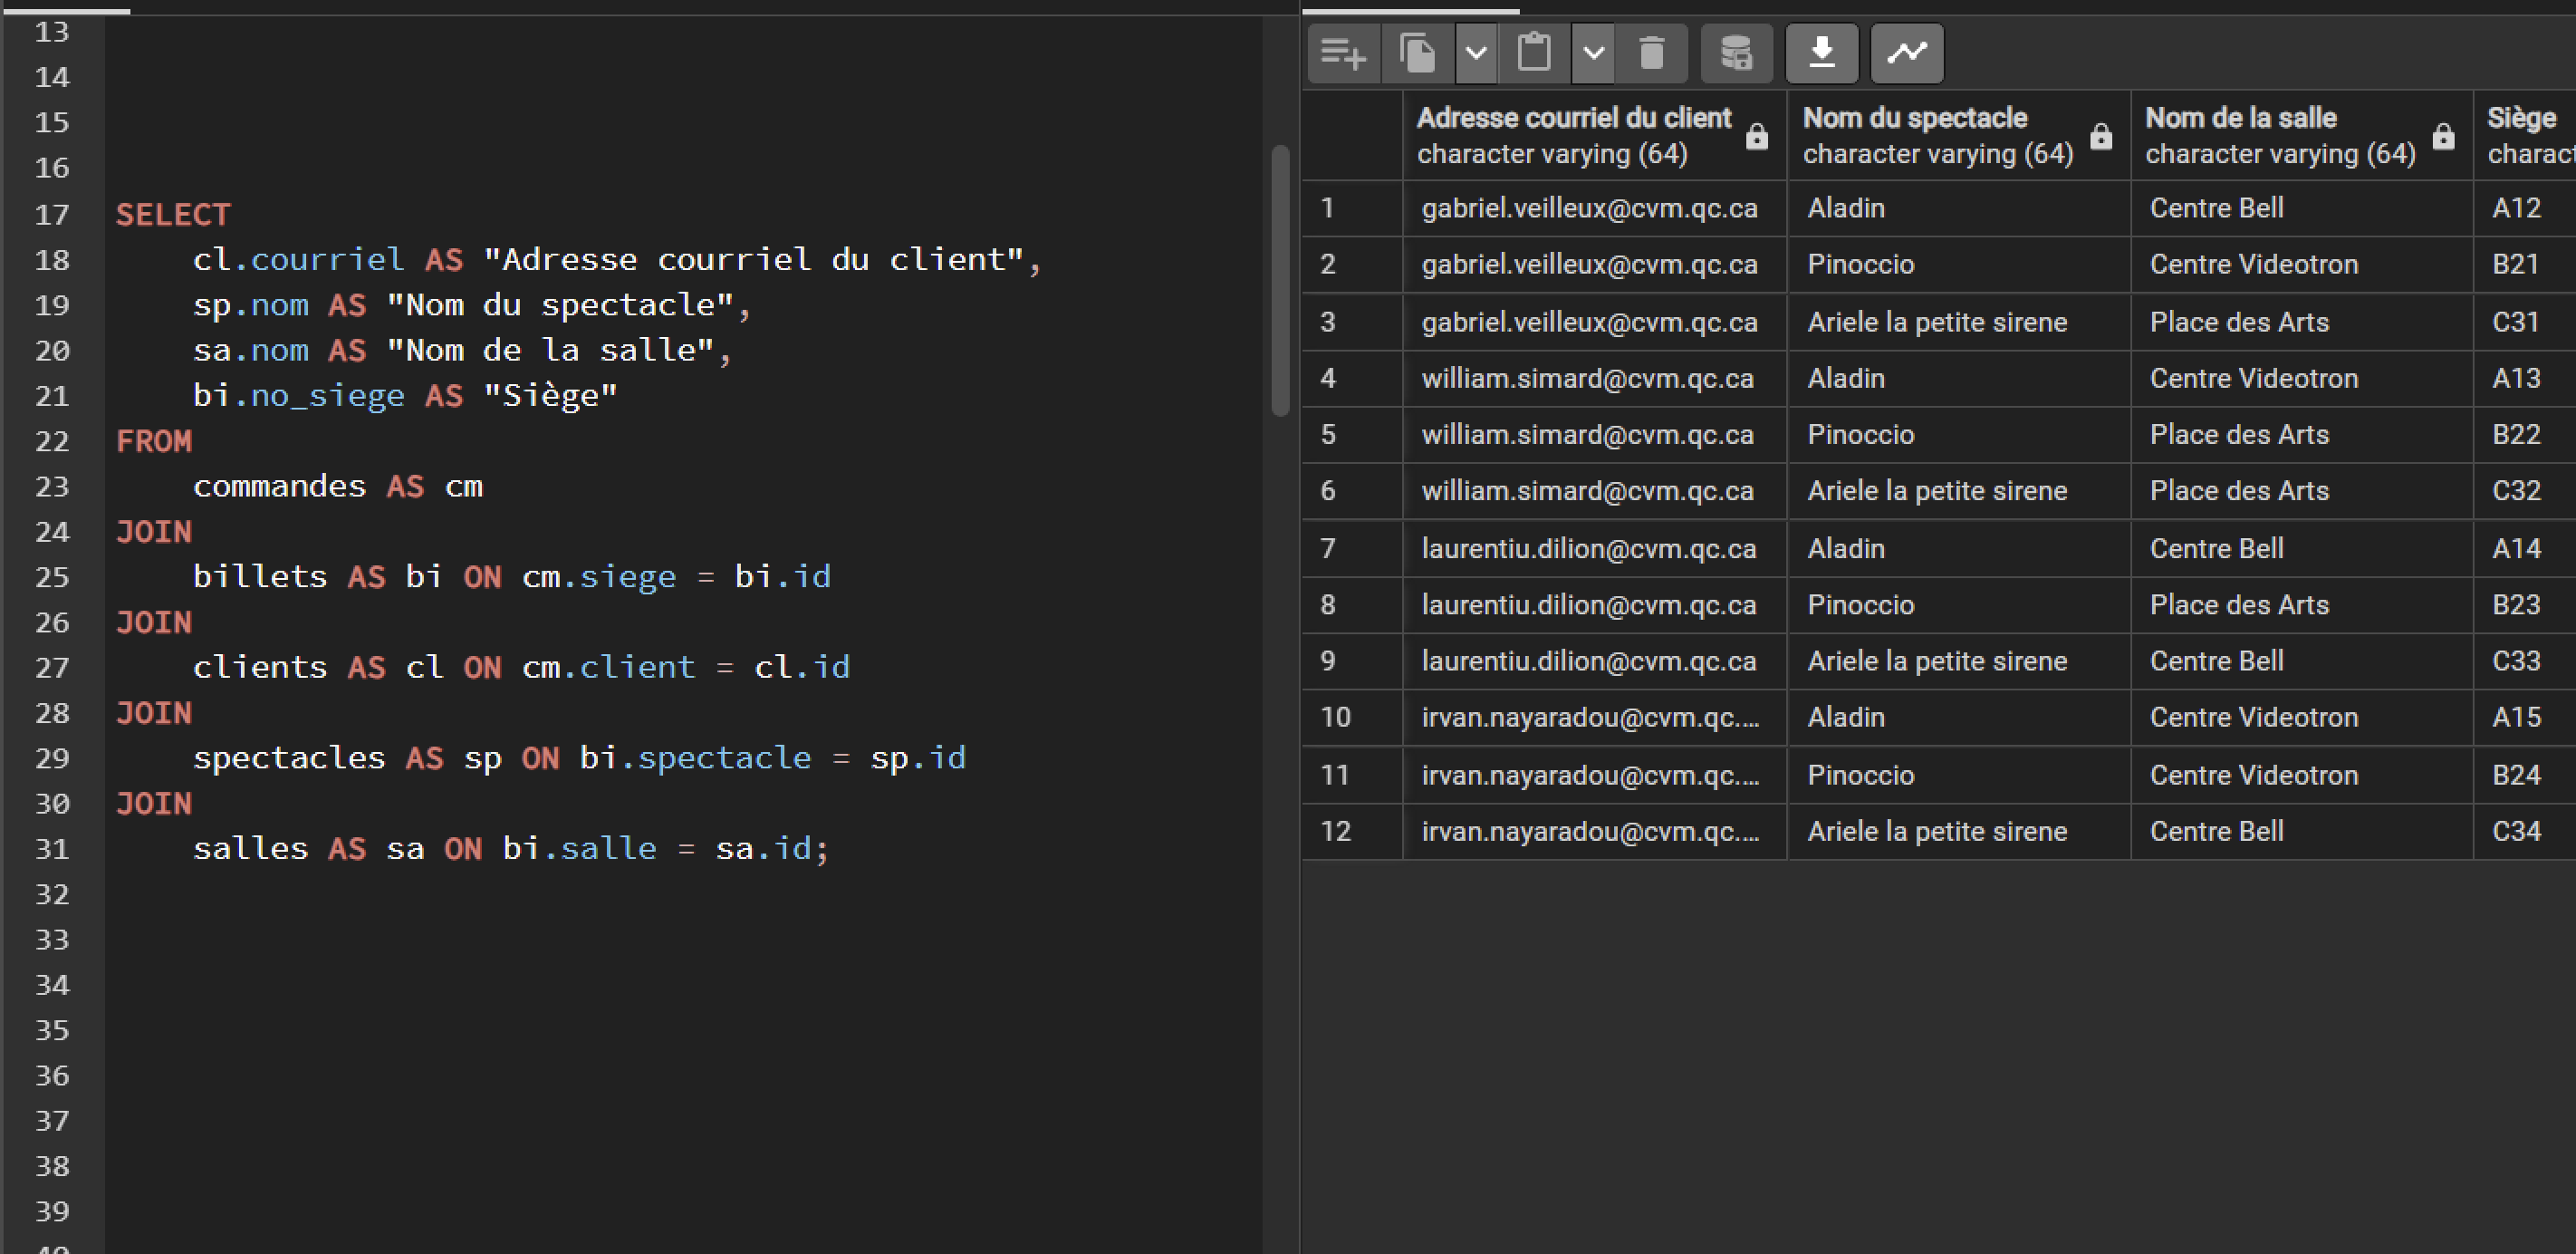 13
14
15
16
17 SELECT
18 cl.courriel AS "Adresse courriel du client",
19 sp.nom AS "Nom du spectacle",
20 sa.nom AS "Nom de la salle",
21 bi.no_siege AS "Siège"
22 FROM
23 commandes AS cm
24 JOIN
25 billets AS bi ON cm.siege = bi.id
26 JOIN
27 clients AS cl ON cm.client = cl.id
28 JOIN
29 spectacles AS sp ON bi.spectacle = sp.id
30 JOIN
31 salles AS sa ON bi.salle = sa.id;
32
33
34
35
36
37
38
39
Adresse courriel du client Nom du spectacle Nom de la salle Siège
character varying (64) character varying (64) character varying (64) charact
1 gabriel.veilleux@cvm.qc.ca Aladin Centre Bell A12
2 gabriel.veilleux@cvm.qc.ca Pinoccio Centre Videotron B21
3 gabriel.veilleux@cvm.qc.ca Ariele la petite sirene Place des Arts C31
4 william.simard@cvm.qc.ca Aladin Centre Videotron A13
5 william.simard@cvm.qc.ca Pinoccio Place des Arts B22
6 william.simard@cvm.qc.ca Ariele la petite sirene Place des Arts C32
7 laurentiu.dilion@cvm.qc.ca Aladin Centre Bell A14
8 laurentiu.dilion@cvm.qc.ca Pinoccio Place des Arts B23
9 laurentiu.dilion@cvm.qc.ca Ariele la petite sirene Centre Bell C33
10 irvan.nayaradou@cvm.qc.… Aladin Centre Videotron A15
11 irvan.nayaradou@cvm.qc.… Pinoccio Centre Videotron B24
12 irvan.nayaradou@cvm.qc.… Ariele la petite sirene Centre Bell C34